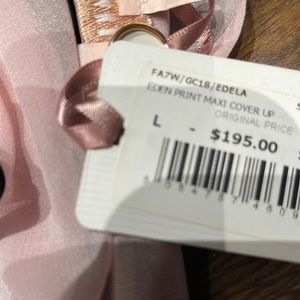 FA7W/GC18/EDELA
EDEN PRINT MAXI COVER UP
ORIGINAL PRICE
L - $195.00